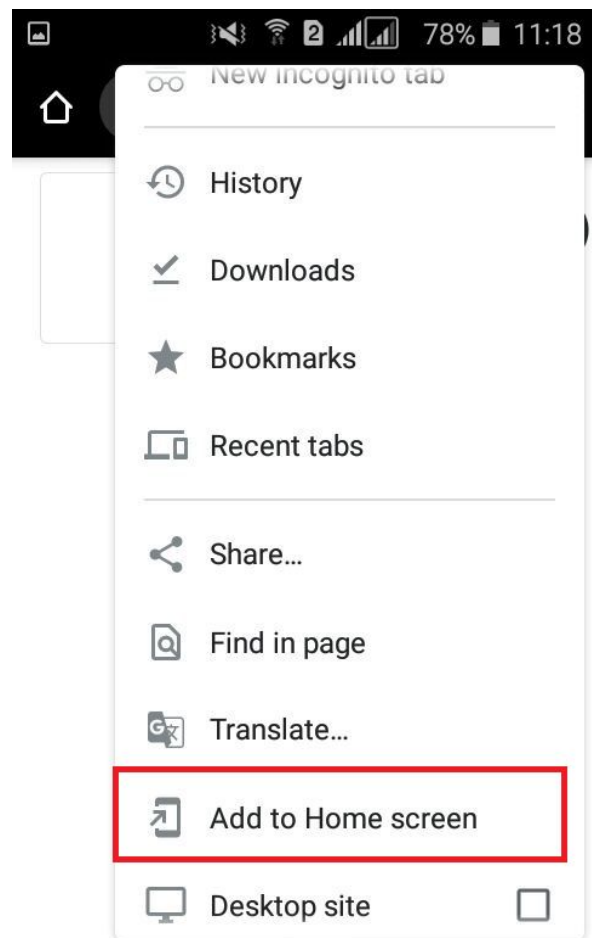 2 78% 11:18
New Incognito tab
History
Downloads
Bookmarks
Recent tabs
Share...
Find in page
G Translate...
Add to Home screen
Desktop site